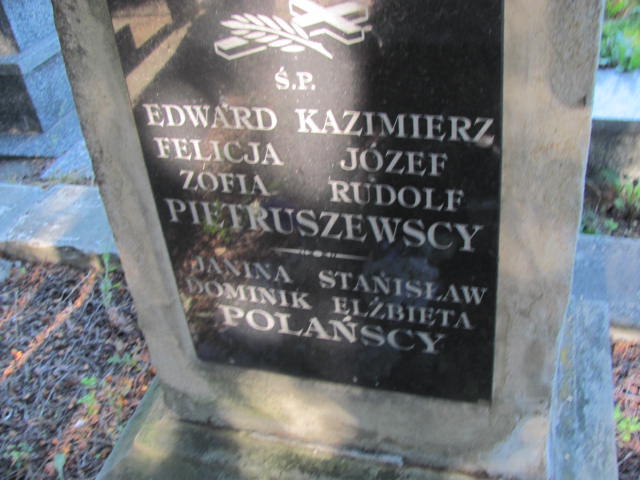 Ś.P.
EDWARD KAZIMIERZ
FELICJA JÓZEF
ZOFIA RUDOLF
PIETRUSZEWSCY
JANINA STANISŁAW
DOMINIK ELŻBIETA
POLAŃSCY